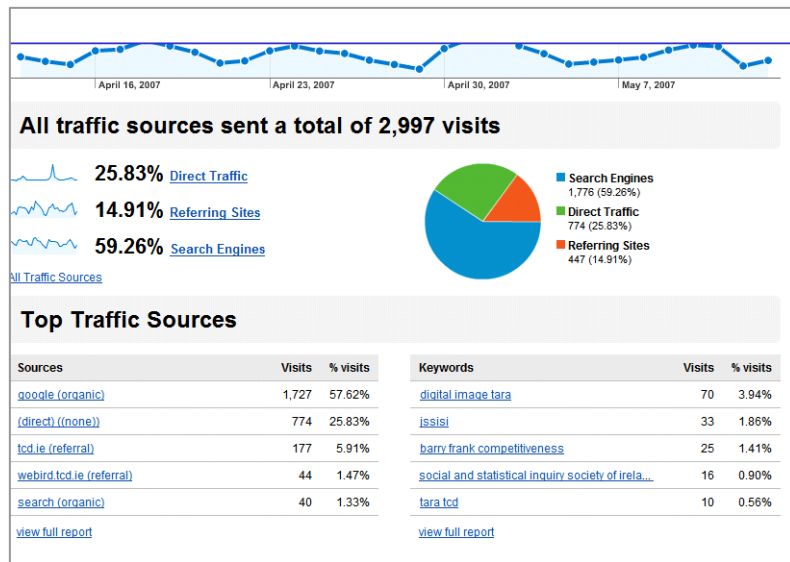 April 16, 2007 April 23, 2007 April 30, 2007 May 7, 2007
All traffic sources sent a total of 2,997 visits
25.83% Direct Traffic
14.91% Referring Sites
59.26% Search Engines
All Traffic Sources
Search Engines
1,776 (59.26%)
Direct Traffic
774 (25.83%)
Referring Sites
447 (14.91%)
Top Traffic Sources
Sources Visits % visits
google (organic) 1,727 57.62%
(direct) ((none)) 774 25.83%
tcd.ie (referral) 177 5.91%
webird.tcd.ie (referral) 44 1.47%
search (organic) 40 1.33%
view full report
Keywords Visits % visits
digital image tara 70 3.94%
jssisi 33 1.86%
barry frank competitiveness 25 1.41%
social and statistical inquiry society of irela... 16 0.90%
tara tcd 10 0.56%
view full report